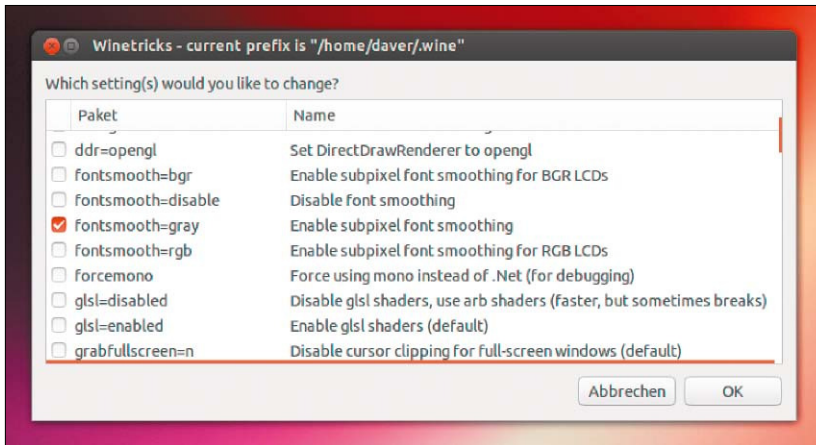 Winetricks - current prefix is "/home/daver/.wine"
Which setting(s) would you like to change?
Paket Name
ddr=opengl Set DirectDrawRenderer to opengl
fontsmooth=bgr Enable subpixel font smoothing for BGR LCDs
fontsmooth=disable Disable font smoothing
fontsmooth=gray Enable subpixel font smoothing
fontsmooth=rgb Enable subpixel font smoothing for RGB LCDs
forcemono Force using mono instead of .Net (for debugging)
glsl=disabled Disable glsl shaders, use arb shaders (faster, but sometimes breaks)
glsl=enabled Enable glsl shaders (default)
grabfullscreen=n Disable cursor clipping for full-screen windows (default)
Abbrechen OK